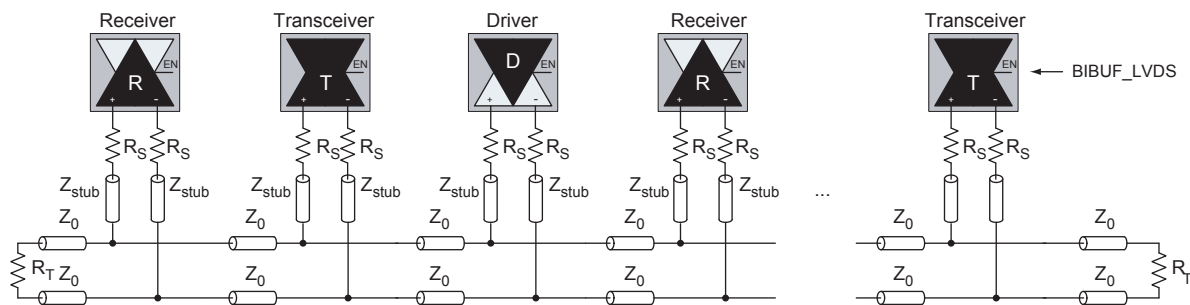 Receiver Transceiver Driver Receiver Transceiver
EN EN EN EN EN
R T D R T
BIBUF_LVDS
+ - + - + - + - + -
R_S R_S R_S R_S R_S R_S R_S R_S R_S R_S
Z_stub Z_stub Z_stub Z_stub Z_stub Z_stub Z_stub Z_stub
...
Z_0 Z_0 Z_0 Z_0 Z_0 Z_0
R_T Z_0 Z_0 Z_0 Z_0 Z_0 Z_0 R_T